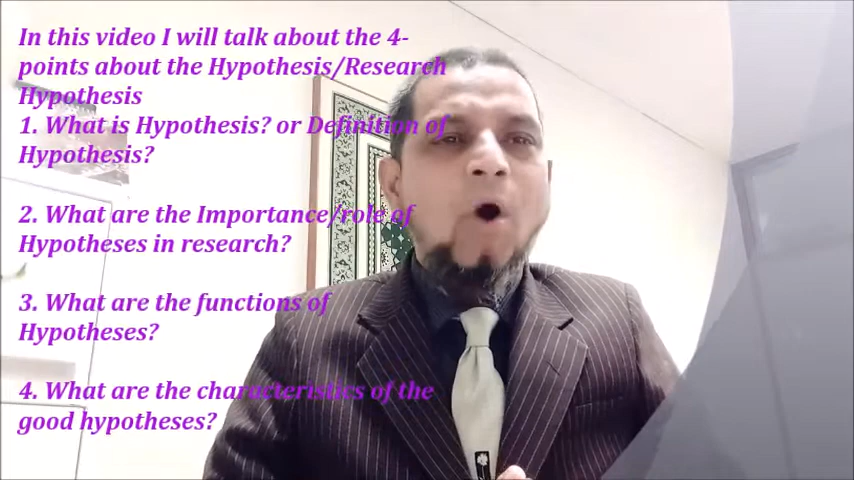 In this video I will talk about the 4-
points about the Hypothesis/Research
Hypothesis
1. What is Hypothesis? or Definition of
Hypothesis?
2. What are the Importance/role of
Hypotheses in research?
3. What are the functions of
Hypotheses?
4. What are the characteristics of the
good hypotheses?